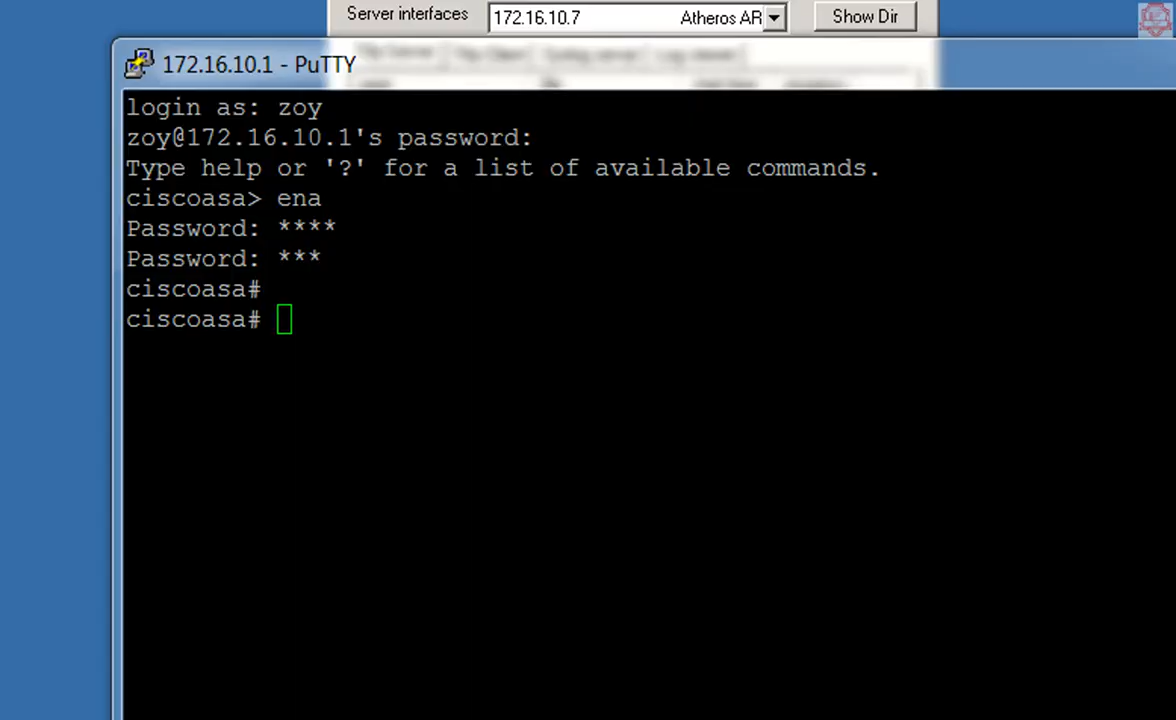 Server interfaces 172.16.10.7 Atheros AR Show Dir
172.16.10.1 - PuTTY
login as: zoy
zoy@172.16.10.1's password:
Type help or '?' for a list of available commands.
ciscoasa> ena
Password: ****
Password: ***
ciscoasa#
ciscoasa#